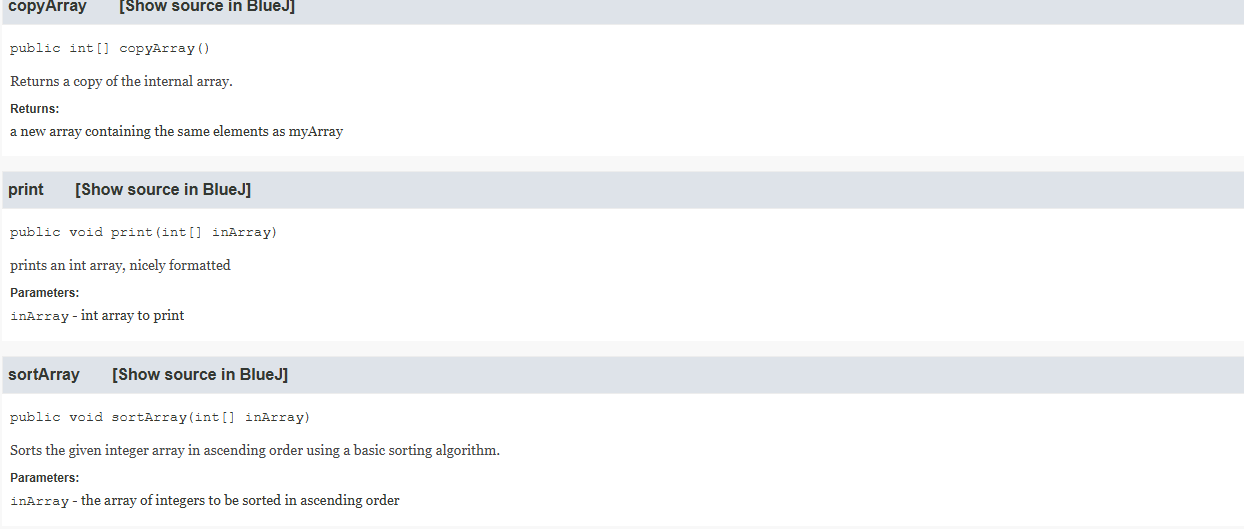 copyArray [Show source in BlueJ]
public int[] copyArray()
Returns a copy of the internal array.
Returns:
a new array containing the same elements as myArray
print [Show source in BlueJ]
public void print(int[] inArray)
prints an int array, nicely formatted
Parameters:
inArray - int array to print
sortArray [Show source in BlueJ]
public void sortArray(int[] inArray)
Sorts the given integer array in ascending order using a basic sorting algorithm.
Parameters:
inArray - the array of integers to be sorted in ascending order